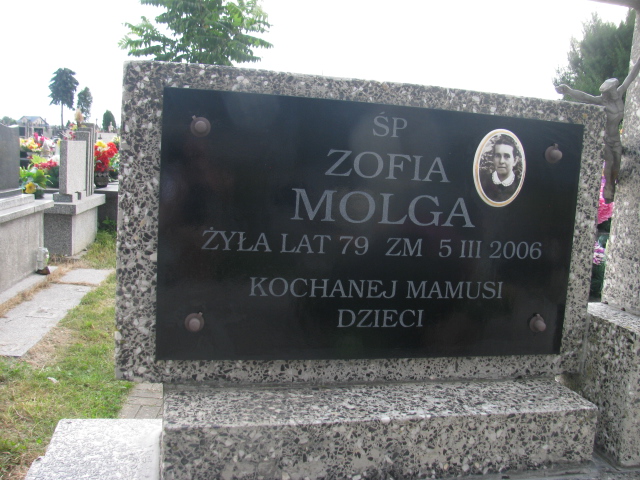 ŚP
ZOFIA
MOLGA
ŻYŁA LAT 79 ZM 5 III 2006
KOCHANEJ MAMUSI
DZIECI